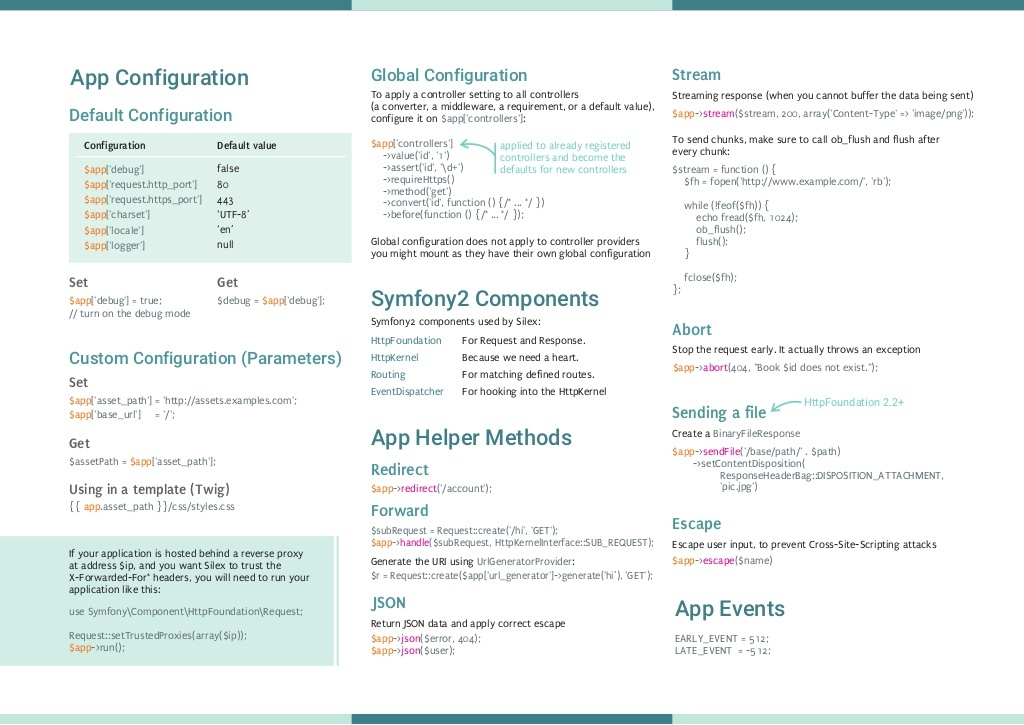 App Configuration
Default Configuration
Configuration Default value
$app['debug'] false
$app['request.http_port'] 80
$app['request.https_port'] 443
$app['charset'] 'UTF-8'
$app['locale'] 'en'
$app['logger'] null
Set
$app['debug'] = true;
// turn on the debug mode
Get
$debug = $app['debug'];
Custom Configuration (Parameters)
Set
$app['asset_path'] = 'http://assets.examples.com';
$app['base_url'] = '/';
Get
$assetPath = $app['asset_path'];
Using in a template (Twig)
{{ app.asset_path }}/css/styles.css
If your application is hosted behind a reverse proxy
at address $ip, and you want Silex to trust the
X-Forwarded-For* headers, you will need to run your
application like this:
use Symfony\Component\HttpFoundation\Request;
Request::setTrustedProxies(array($ip));
$app->run();
Global Configuration
To apply a controller setting to all controllers
(a converter, a middleware, a requirement, or a default value),
configure it on $app['controllers']:
$app['controllers']
->value('id', '1')
->assert('id', '\d+')
->requireHttps()
->method('get')
->convert('id', function () {/* ... */ })
->before(function () {/* ... */ });
applied to already registered
controllers and become the
defaults for new controllers
Global configuration does not apply to controller providers
you might mount as they have their own global configuration
Symfony2 Components
Symfony2 components used by Silex:
HttpFoundation For Request and Response.
HttpKernel Because we need a heart.
Routing For matching defined routes.
EventDispatcher For hooking into the HttpKernel
App Helper Methods
Redirect
$app->redirect('/account');
Forward
$subRequest = Request::create('/hi', 'GET');
$app->handle($subRequest, HttpKernelInterface::SUB_REQUEST);
Generate the URI using UrlGeneratorProvider:
$r = Request::create($app['url_generator']->generate('hi'), 'GET');
JSON
Return JSON data and apply correct escape
$app->json($error, 404);
$app->json($user);
Stream
Streaming response (when you cannot buffer the data being sent)
$app->stream($stream, 200, array('Content-Type' => 'image/png'));
To send chunks, make sure to call ob_flush and flush after
every chunk:
$stream = function () {
$fh = fopen('http://www.example.com/', 'rb');
while (!feof($fh)) {
echo fread($fh, 1024);
ob_flush();
flush();
}
fclose($fh);
};
Abort
Stop the request early. It actually throws an exception
$app->abort(404, "Book $id does not exist.");
Sending a file
HttpFoundation 2.2+
Create a BinaryFileResponse
$app->sendFile('/base/path/' . $path)
->setContentDisposition(
ResponseHeaderBag::DISPOSITION_ATTACHMENT,
'pic.jpg')
Escape
Escape user input, to prevent Cross-Site-Scripting attacks
$app->escape($name)
App Events
EARLY_EVENT = 512;
LATE_EVENT = -512;